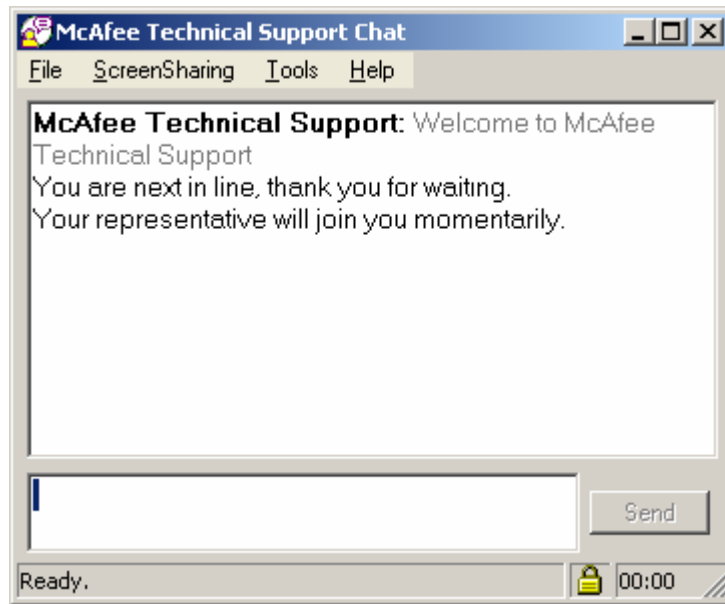 McAfee Technical Support Chat
File ScreenSharing Tools Help
McAfee Technical Support: Welcome to McAfee
Technical Support
You are next in line, thank you for waiting.
Your representative will join you momentarily.
Send
Ready.
00:00